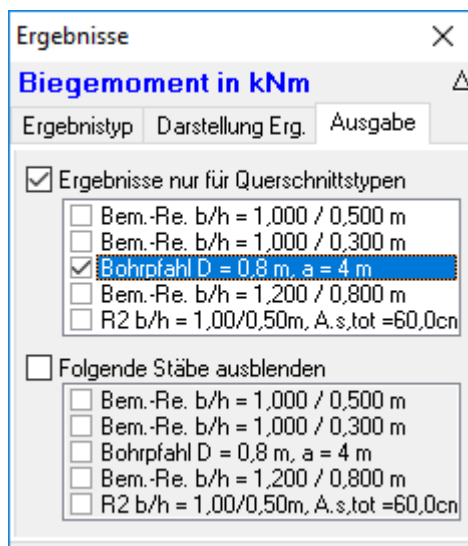 Ergebnisse
Biegemoment in kNm
Ergebnistyp Darstellung Erg. Ausgabe
Ergebnisse nur für Querschnittstypen
Bem.-Re. b/h = 1,000 / 0,500 m
Bem.-Re. b/h = 1,000 / 0,300 m
Bohrpfahl D = 0,8 m, a = 4 m
Bem.-Re. b/h = 1,200 / 0,800 m
R2 b/h = 1,00/0,50m, A.s,tot =60,0cn
Folgende Stäbe ausblenden
Bem.-Re. b/h = 1,000 / 0,500 m
Bem.-Re. b/h = 1,000 / 0,300 m
Bohrpfahl D = 0,8 m, a = 4 m
Bem.-Re. b/h = 1,200 / 0,800 m
R2 b/h = 1,00/0,50m, A.s,tot =60,0cn